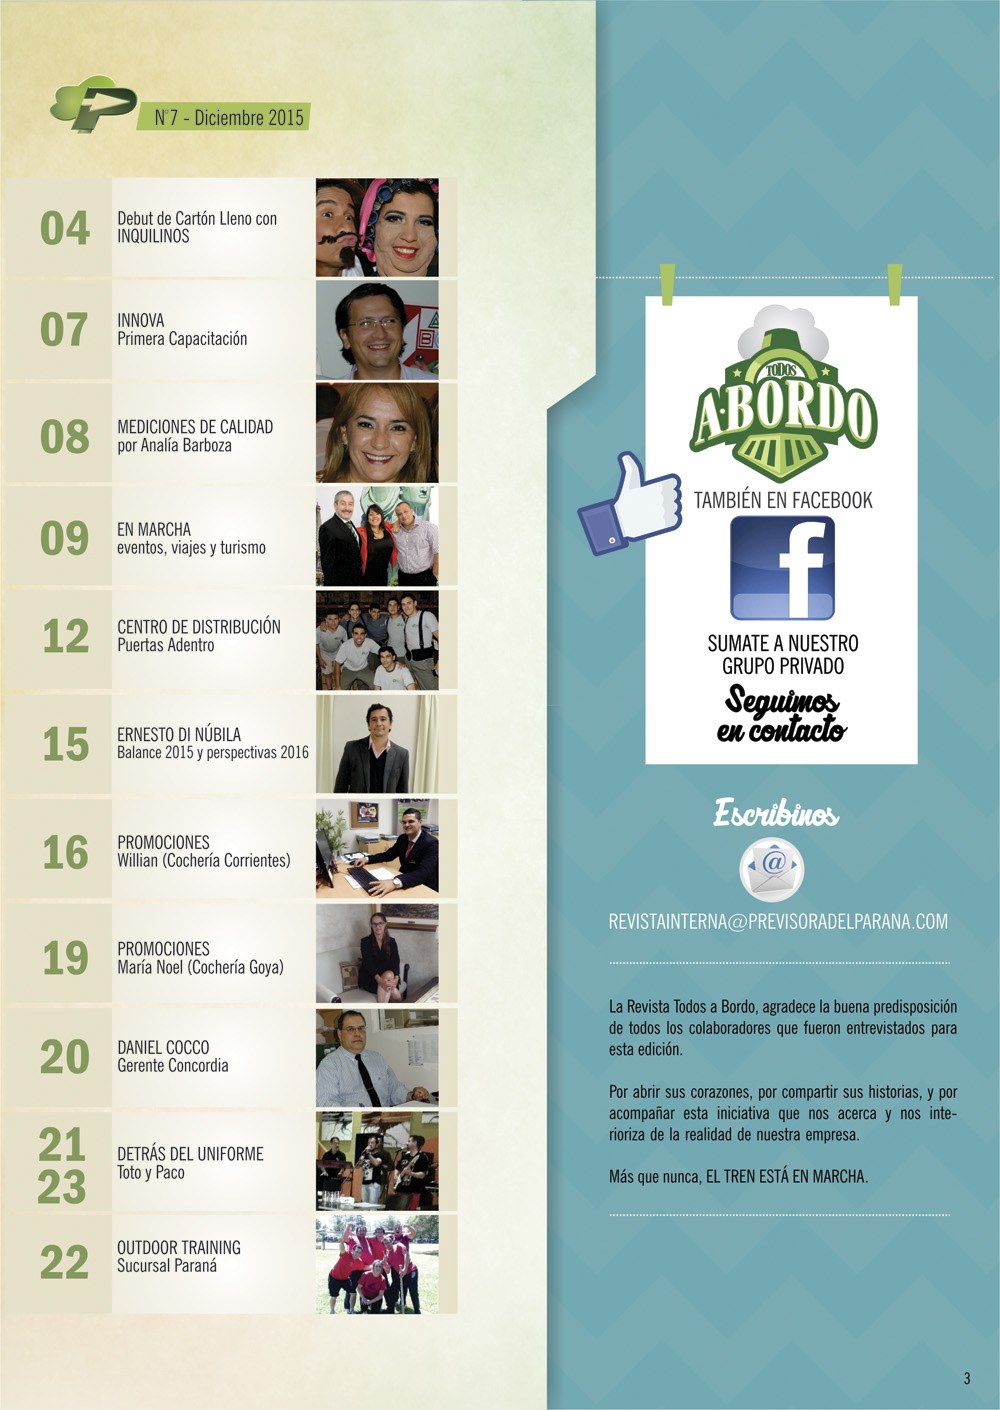 N°7 - Diciembre 2015
04
Debut de Cartón Lleno con
INQUILINOS
07
INNOVA
Primera Capacitación
08
MEDICIONES DE CALIDAD
por Analía Barboza
09
EN MARCHA
eventos, viajes y turismo
12
CENTRO DE DISTRIBUCIÓN
Puertas Adentro
15
ERNESTO DI NÚBILA
Balance 2015 y perspectivas 2016
16
PROMOCIONES
Willian (Cochería Corrientes)
19
PROMOCIONES
María Noel (Cochería Goya)
20
DANIEL COCCO
Gerente Concordia
21
23
DETRÁS DEL UNIFORME
Toto y Paco
22
OUTDOOR TRAINING
Sucursal Paraná
TODOS
A·BORDO
TAMBIÉN EN FACEBOOK
f
SUMATE A NUESTRO
GRUPO PRIVADO
Seguimos
en contacto
Escribinos
@
REVISTAINTERNA@PREVISORADELPARANA.COM
La Revista Todos a Bordo, agradece la buena predisposición
de todos los colaboradores que fueron entrevistados para
esta edición.
Por abrir sus corazones, por compartir sus historias, y por
acompañar esta iniciativa que nos acerca y nos inte-
rioriza de la realidad de nuestra empresa.
Más que nunca, EL TREN ESTÁ EN MARCHA.
3